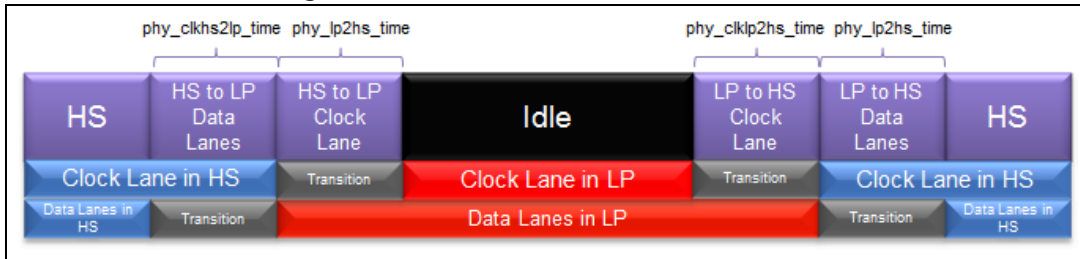 phy_clkhs2lp_time phy_lp2hs_time phy_clklp2hs_time phy_lp2hs_time
HS
HS to LP
Data
Lanes
HS to LP
Clock
Lane
Idle
LP to HS
Clock
Lane
LP to HS
Data
Lanes
HS
Clock Lane in HS
Transition
Clock Lane in LP
Transition
Clock Lane in HS
Data Lanes in
HS
Transition
Data Lanes in LP
Transition
Data Lanes in
HS